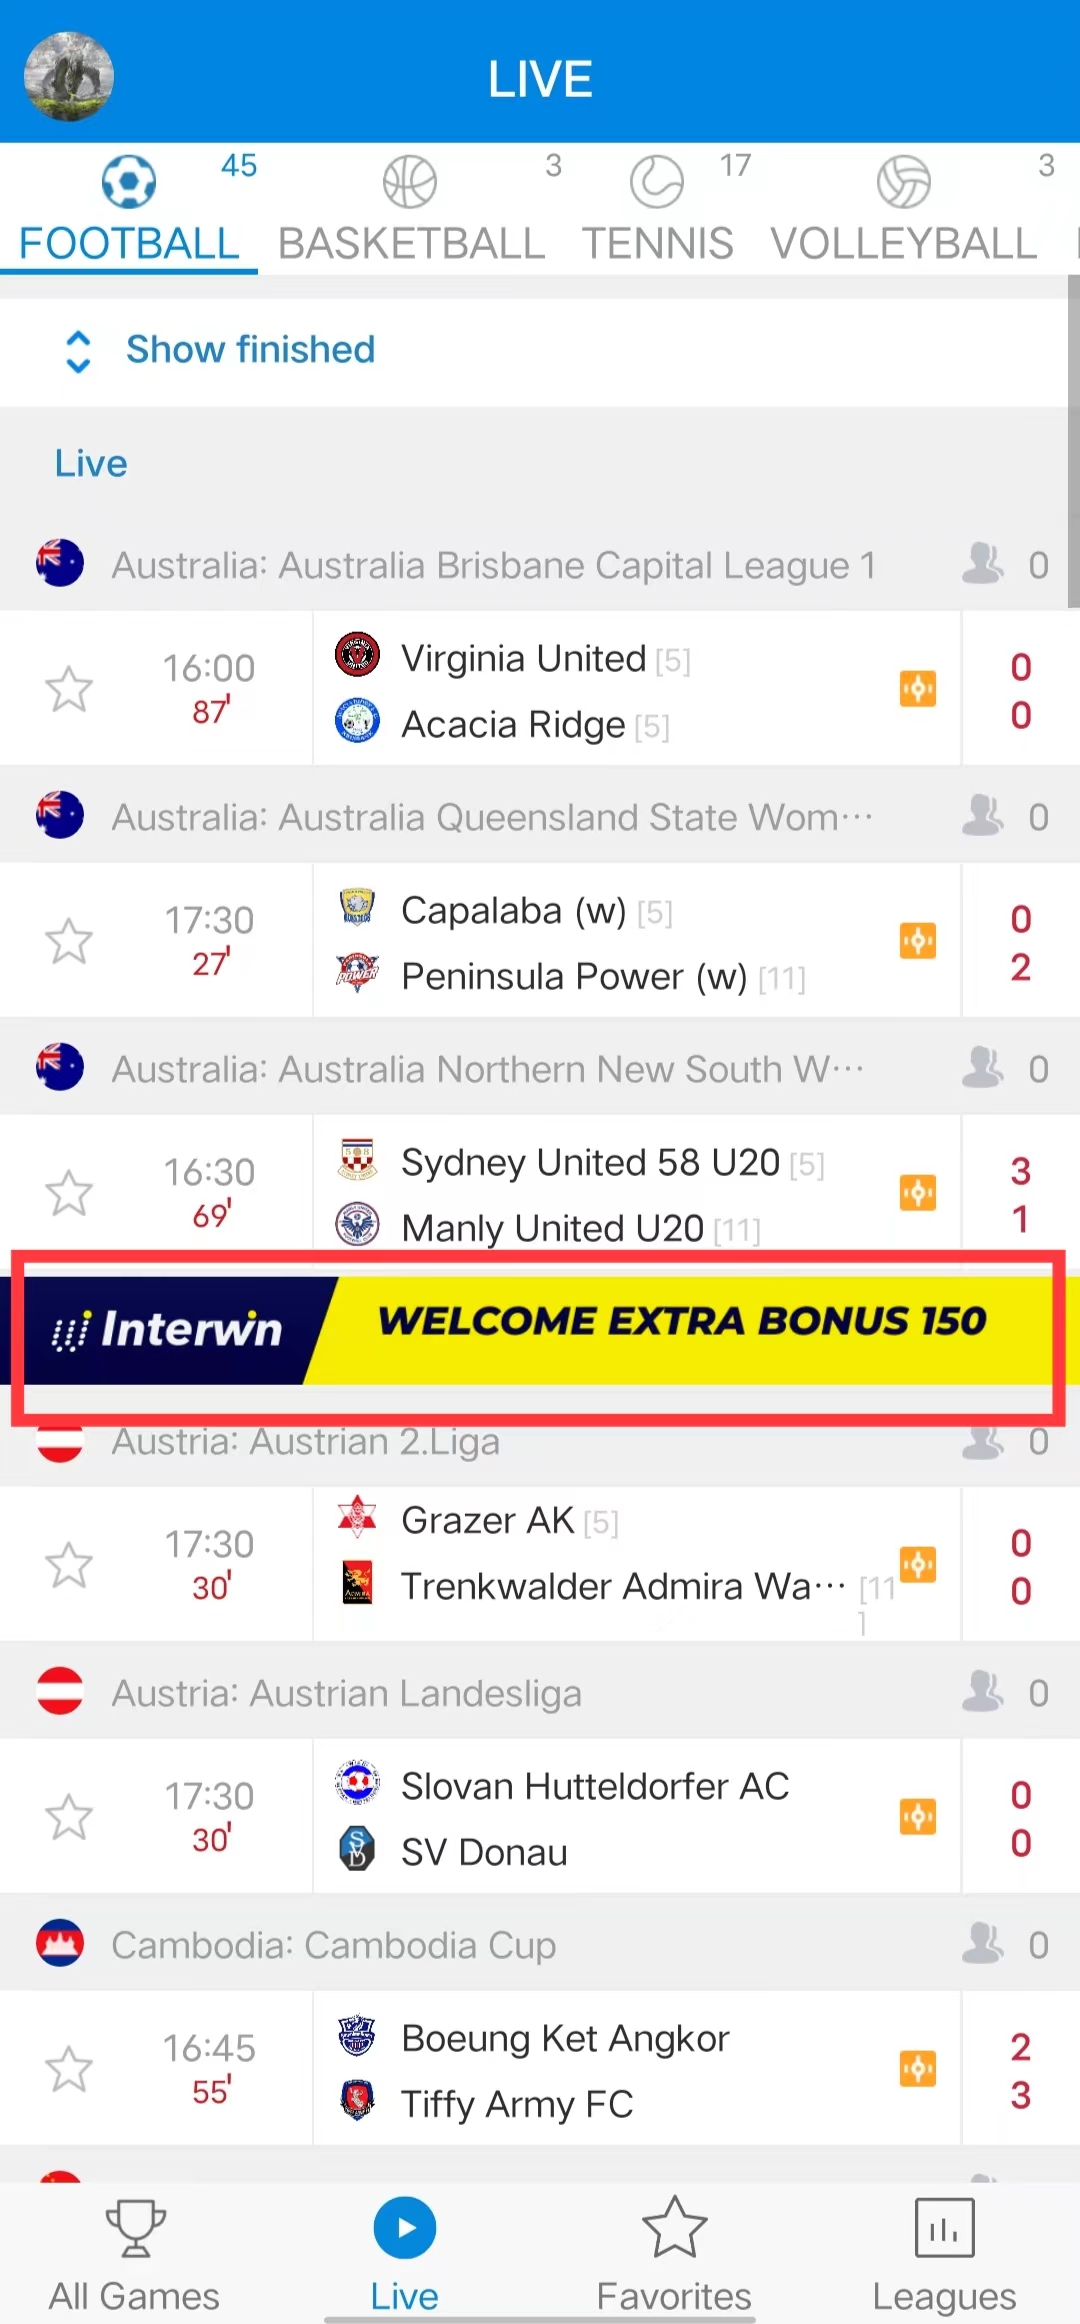 LIVE
45
3
17
3
FOOTBALL
BASKETBALL
TENNIS
VOLLEYBALL
Show finished
Live
Australia: Australia Brisbane Capital League 1
0
16:00
87'
Virginia United [5]
Acacia Ridge [5]
0
0
Australia: Australia Queensland State Wom···
0
17:30
27'
Capalaba (w) [5]
Peninsula Power (w) [11]
0
2
Australia: Australia Northern New South W···
0
16:30
69'
Sydney United 58 U20 [5]
Manly United U20 [11]
3
1
Interwin
WELCOME EXTRA BONUS 150
Austria: Austrian 2.Liga
0
17:30
30'
Grazer AK [5]
Trenkwalder Admira Wa··· [11
]
0
0
Austria: Austrian Landesliga
0
17:30
30'
Slovan Hutteldorfer AC
SV Donau
0
0
Cambodia: Cambodia Cup
0
16:45
55'
Boeung Ket Angkor
Tiffy Army FC
2
3
All Games
Live
Favorites
Leagues